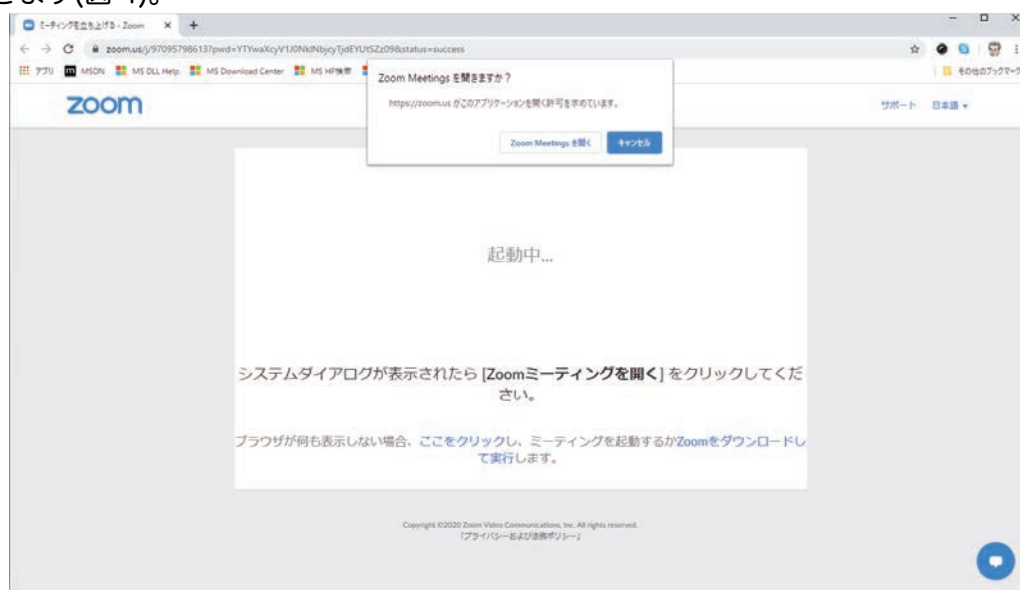 きます(図 4)。
ミーティングを立ち上げる - Zoom
アプリ MSDN MS DLL Help MS Download Center MS HP検索 その他のブックマーク
Zoom Meetings を開きますか？
https://zoom.us がこのアプリケーションを開く許可を求めています。
Zoom Meetings を開く キャンセル
zoom サポート 日本語
起動中...
システムダイアログが表示されたら [Zoomミーティングを開く] をクリックしてくだ
さい。
ブラウザが何も表示しない場合、ここをクリックし、ミーティングを起動するかZoomをダウンロードし
て実行します。
Copyright ©2020 Zoom Video Communications, Inc. All rights reserved.
「プライバシーおよび法務ポリシー」